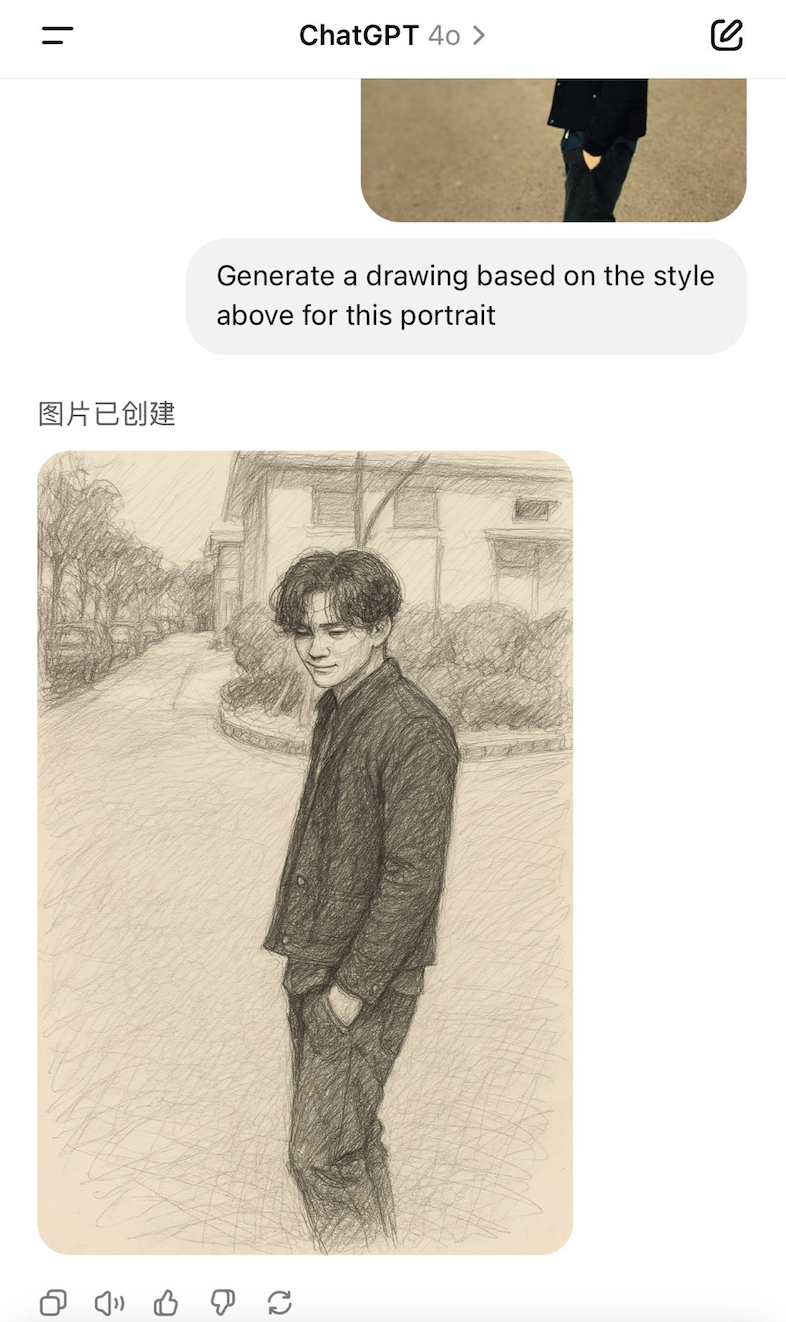 ChatGPT 4o
Generate a drawing based on the style
above for this portrait
图片已创建